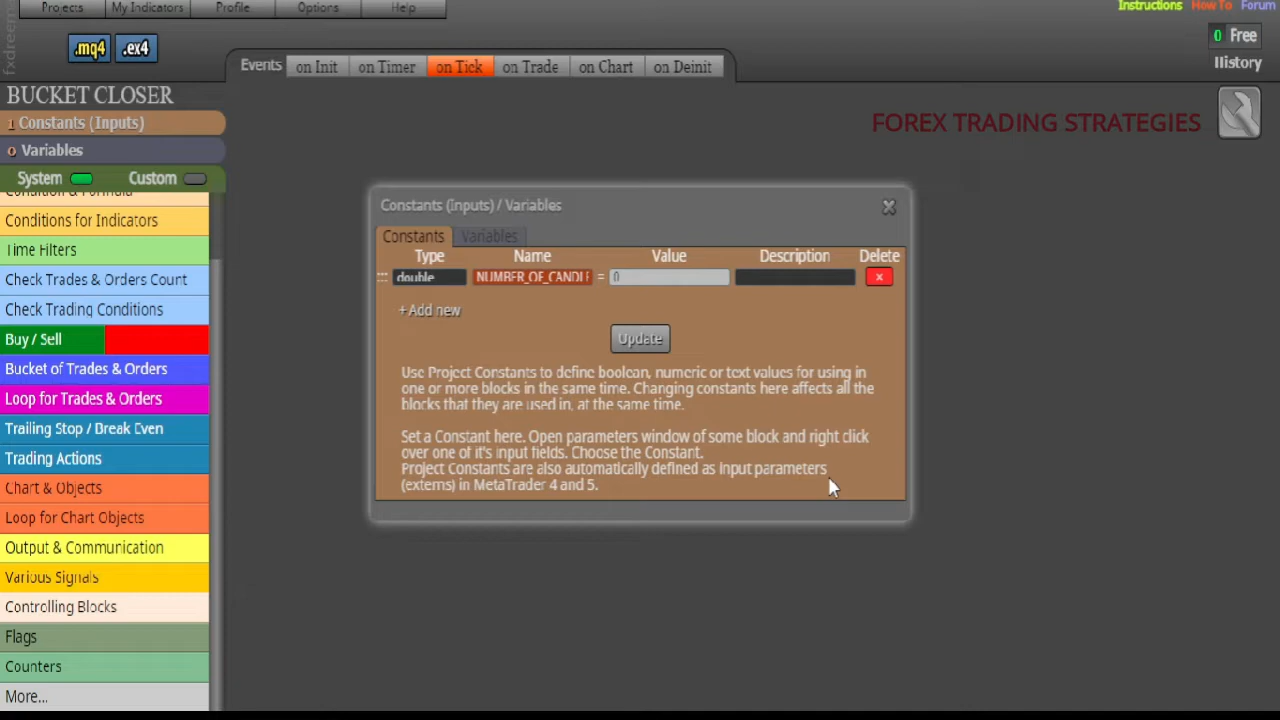 Projects My Indicators Profile Options Help
Instructions How To Forum
.mq4 .ex4
Events on Init on Timer on Tick on Trade on Chart on Deinit
0 Free
History
BUCKET CLOSER
1 Constants (Inputs)
0 Variables
System Custom
Condition & Formula
Conditions for Indicators
Time Filters
Check Trades & Orders Count
Check Trading Conditions
Buy / Sell
Bucket of Trades & Orders
Loop for Trades & Orders
Trailing Stop / Break Even
Trading Actions
Chart & Objects
Loop for Chart Objects
Output & Communication
Various Signals
Controlling Blocks
Flags
Counters
More...
FOREX TRADING STRATEGIES
Constants (Inputs) / Variables
Constants Variables
Type Name Value Description Delete
::: double NUMBER_OF_CANDLE = 0 x
+ Add new
Update
Use Project Constants to define boolean, numeric or text values for using in
one or more blocks in the same time. Changing constants here affects all the
blocks that they are used in, at the same time.
Set a Constant here. Open parameters window of some block and right click
over one of it's input fields. Choose the Constant.
Project Constants are also automatically defined as input parameters
(externs) in MetaTrader 4 and 5.